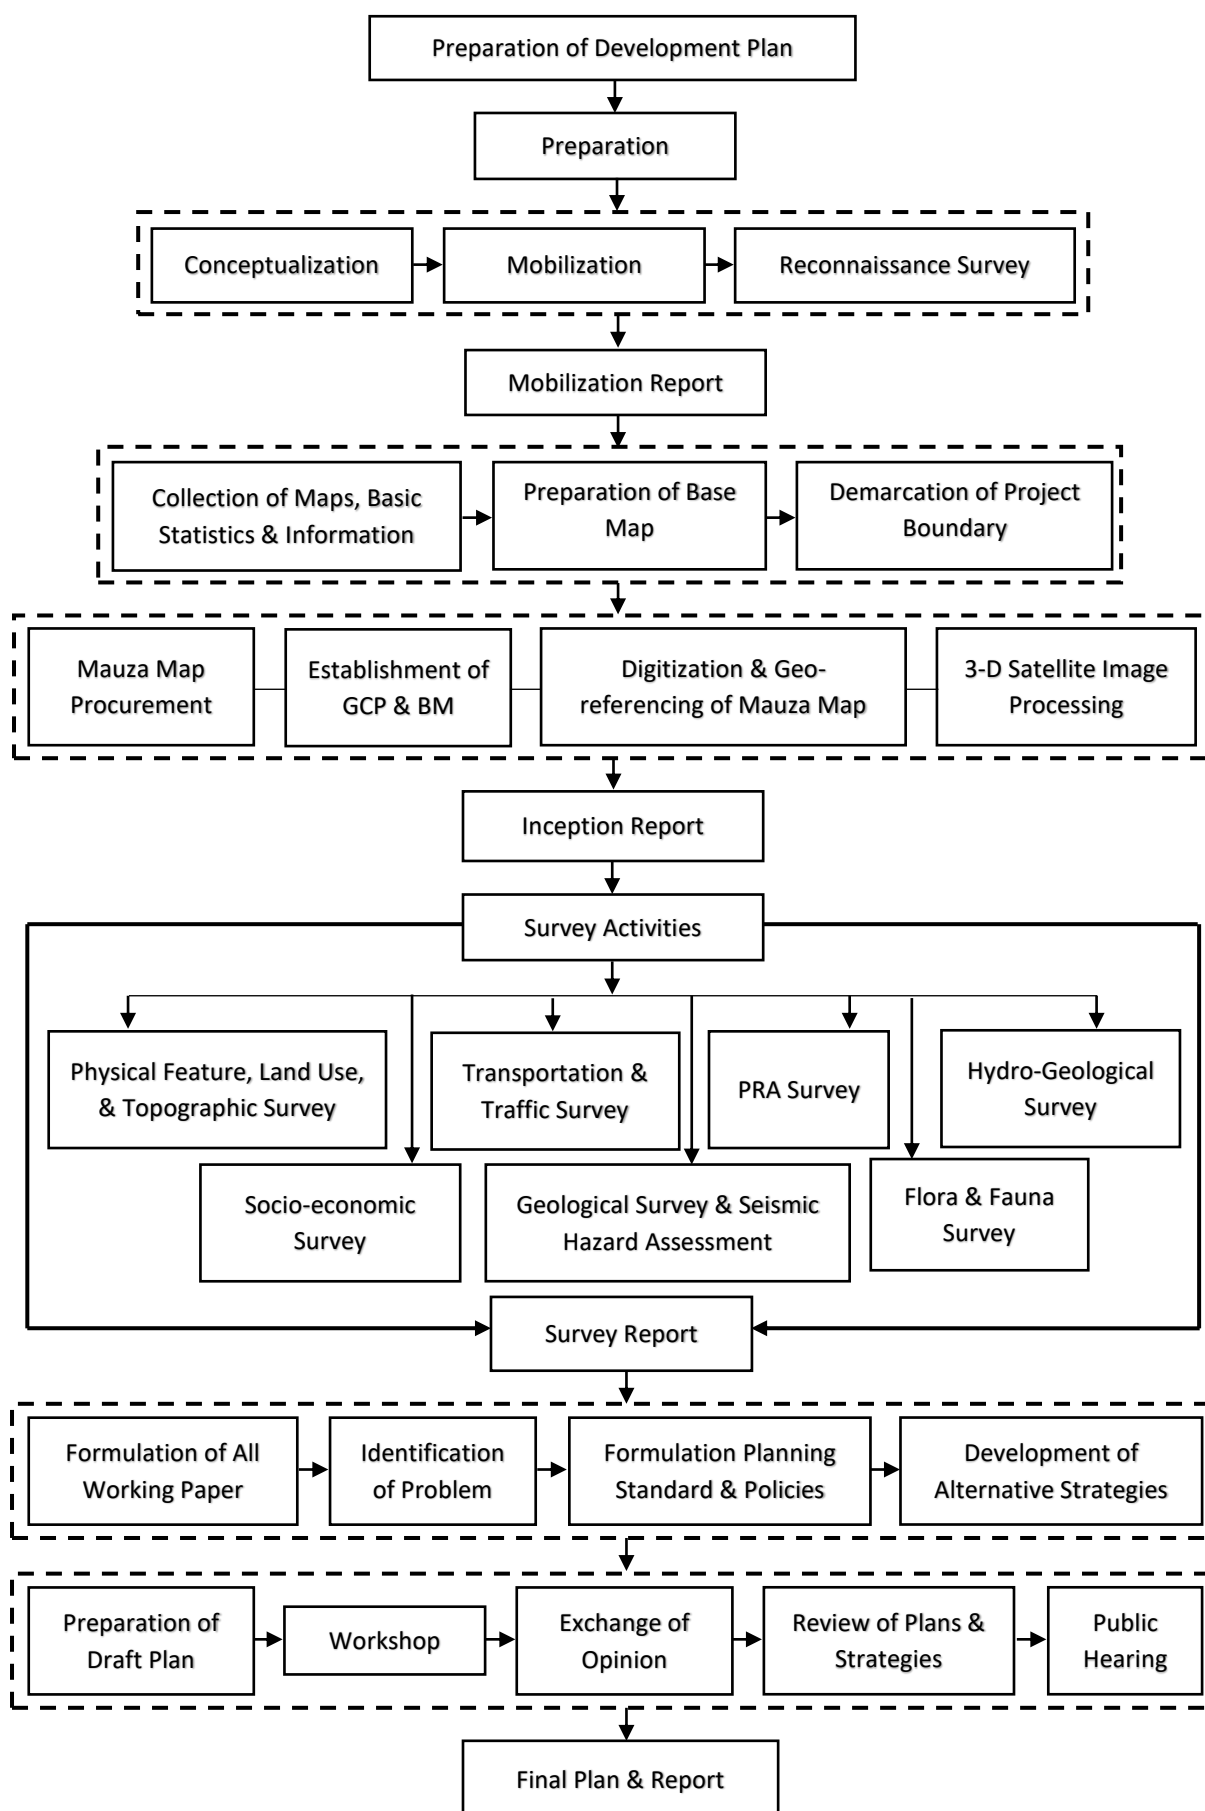 Preparation of Development Plan
Preparation
Conceptualization
Mobilization
Reconnaissance Survey
Mobilization Report
Collection of Maps, Basic
Statistics & Information
Preparation of Base
Map
Demarcation of Project
Boundary
Mauza Map
Procurement
Establishment of
GCP & BM
Digitization & Geo-
referencing of Mauza Map
3-D Satellite Image
Processing
Inception Report
Survey Activities
Physical Feature, Land Use,
& Topographic Survey
Transportation &
Traffic Survey
PRA Survey
Hydro-Geological
Survey
Socio-economic
Survey
Geological Survey & Seismic
Hazard Assessment
Flora & Fauna
Survey
Survey Report
Formulation of All
Working Paper
Identification
of Problem
Formulation Planning
Standard & Policies
Development of
Alternative Strategies
Preparation of
Draft Plan
Workshop
Exchange of
Opinion
Review of Plans &
Strategies
Public
Hearing
Final Plan & Report